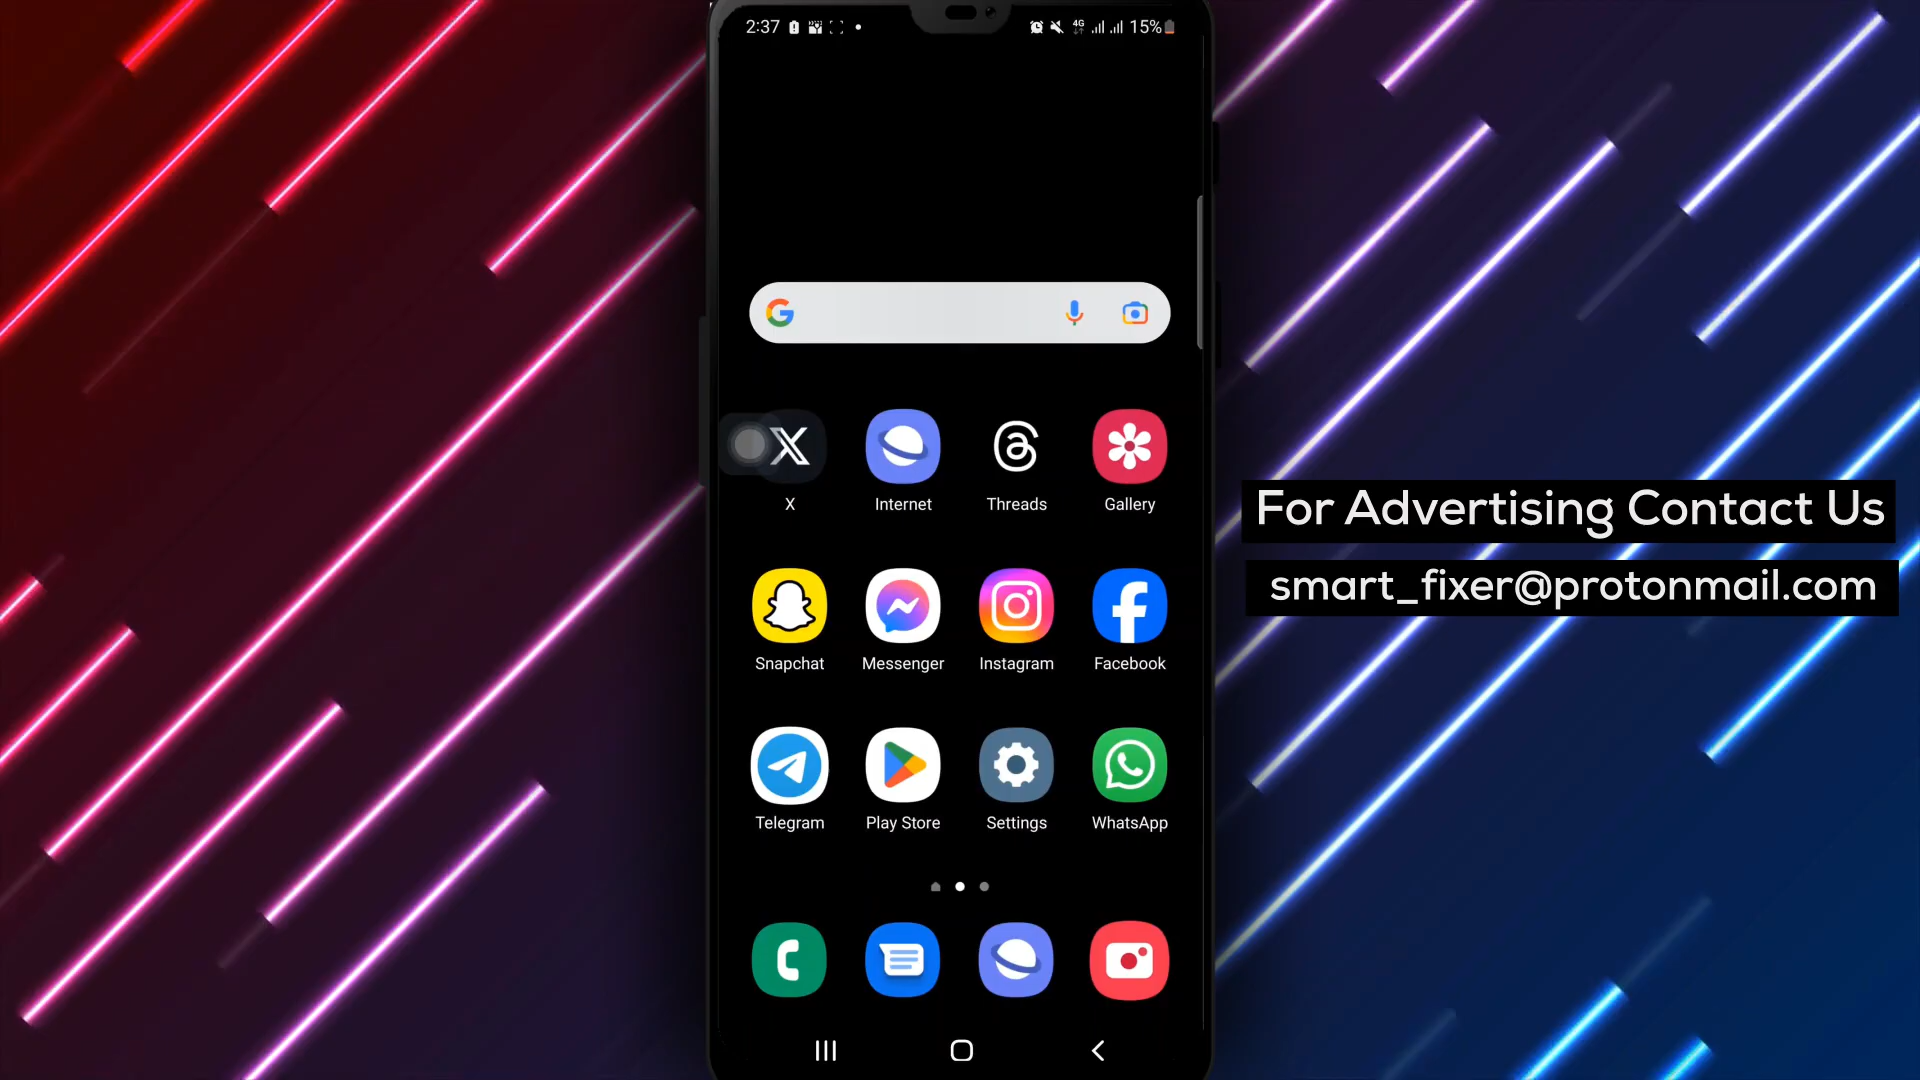 2:37
4G
15%
X
Internet
Threads
Gallery
Snapchat
Messenger
Instagram
Facebook
Telegram
Play Store
Settings
WhatsApp
For Advertising Contact Us
smart_fixer@protonmail.com